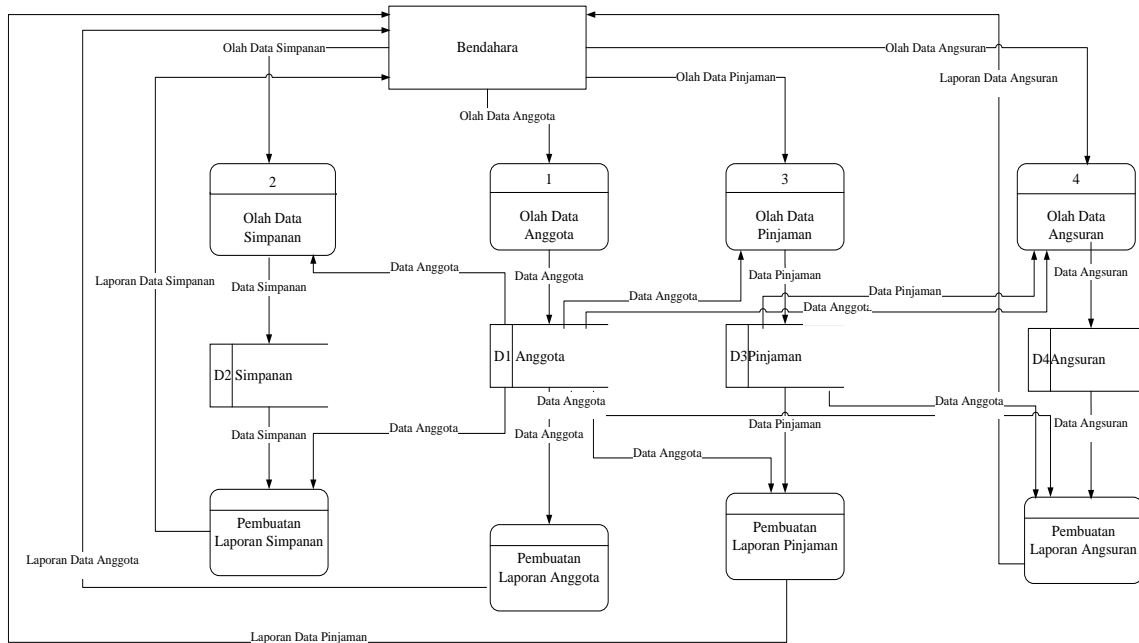 Bendahara
Olah Data Simpanan
Olah Data Angsuran
Olah Data Pinjaman
Laporan Data Angsuran
Olah Data Anggota
2
Olah Data
Simpanan
1
Olah Data
Anggota
3
Olah Data
Pinjaman
4
Olah Data
Angsuran
Laporan Data Simpanan
Data Simpanan
Data Anggota
Data Anggota
Data Anggota
Data Pinjaman
Data Pinjaman
Data Anggota
Data Angsuran
D2 Simpanan
D1 Anggota
D3Pinjaman
D4Angsuran
Data Simpanan
Data Anggota
Data Anggota
Data Anggota
Data Anggota
Data Pinjaman
Data Anggota
Data Angsuran
Pembuatan
Laporan Simpanan
Pembuatan
Laporan Anggota
Pembuatan
Laporan Pinjaman
Pembuatan
Laporan Angsuran
Laporan Data Anggota
Laporan Data Pinjaman